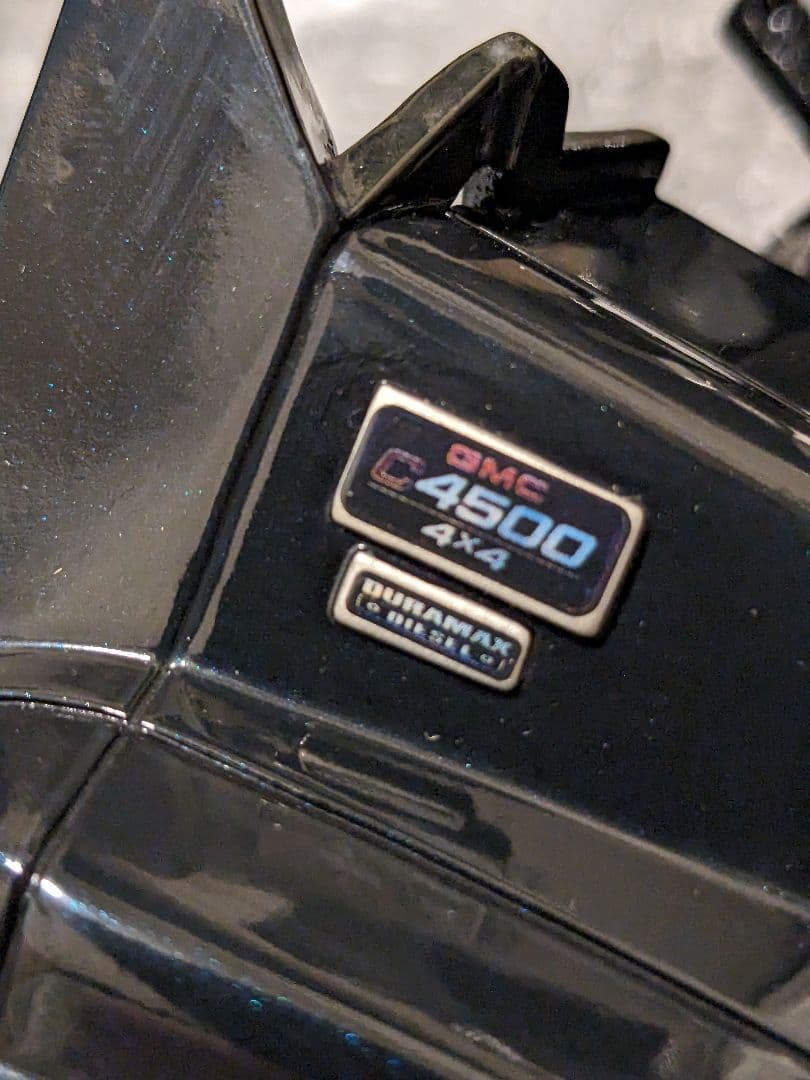 GMC
C4500
4X4
DURAMAX
DIESEL